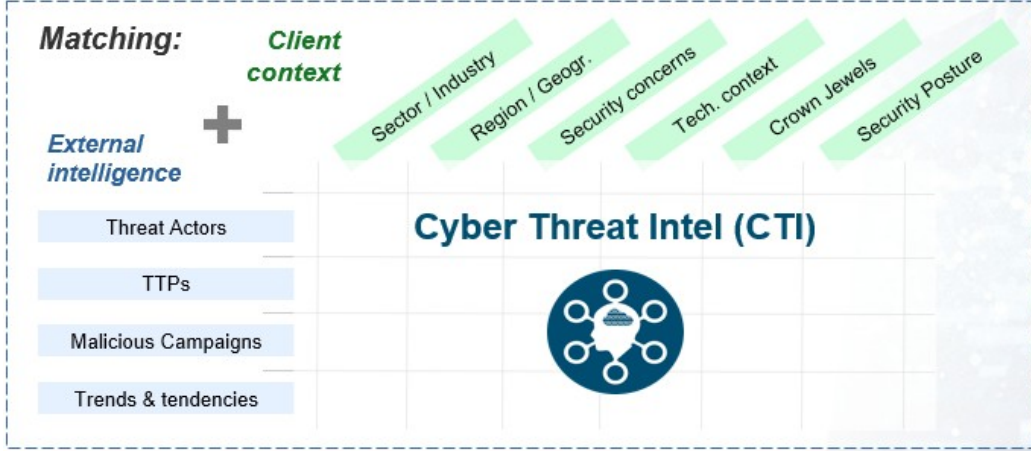 Matching:
Client
context
Sector / Industry
Region / Geogr.
Security concerns
Tech. context
Crown Jewels
Security Posture
External
intelligence
Threat Actors
TTPs
Malicious Campaigns
Trends & tendencies
Cyber Threat Intel (CTI)